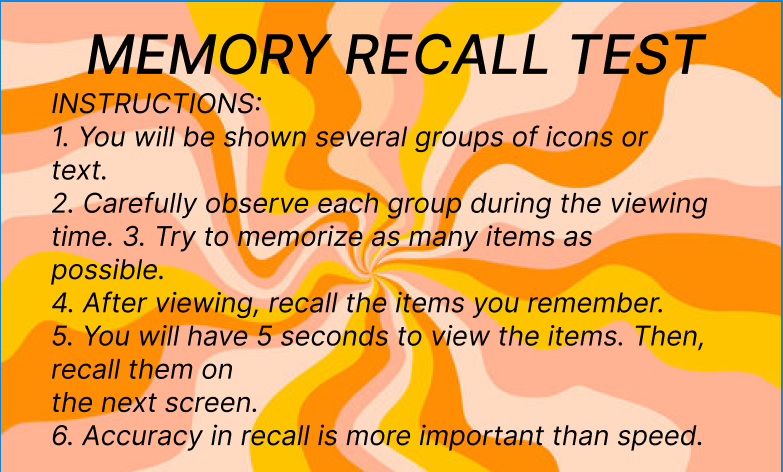 MEMORY RECALL TEST
INSTRUCTIONS:
1. You will be shown several groups of icons or
text.
2. Carefully observe each group during the viewing
time. 3. Try to memorize as many items as
possible.
4. After viewing, recall the items you remember.
5. You will have 5 seconds to view the items. Then,
recall them on
the next screen.
6. Accuracy in recall is more important than speed.